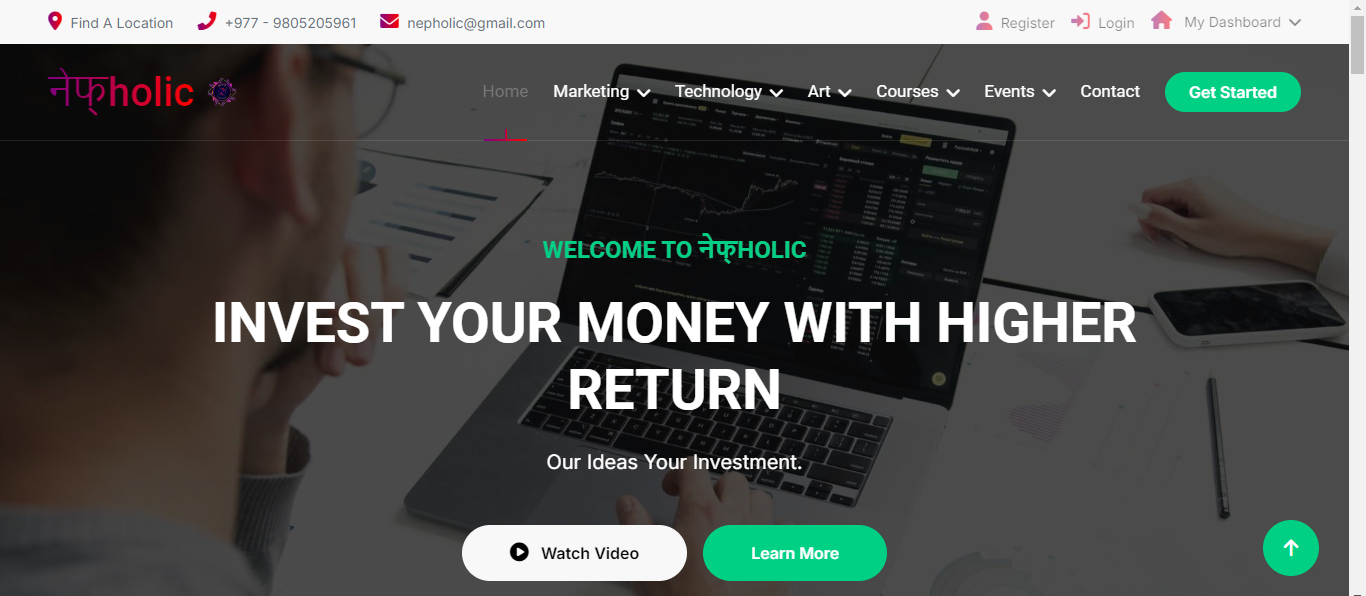 Find A Location +977 - 9805205961 nepholic@gmail.com Register Login My Dashboard
नेफ्holic Home Marketing Technology Art Courses Events Contact Get Started
WELCOME TO नेफ्HOLIC
INVEST YOUR MONEY WITH HIGHER
RETURN
Our Ideas Your Investment.
Watch Video Learn More